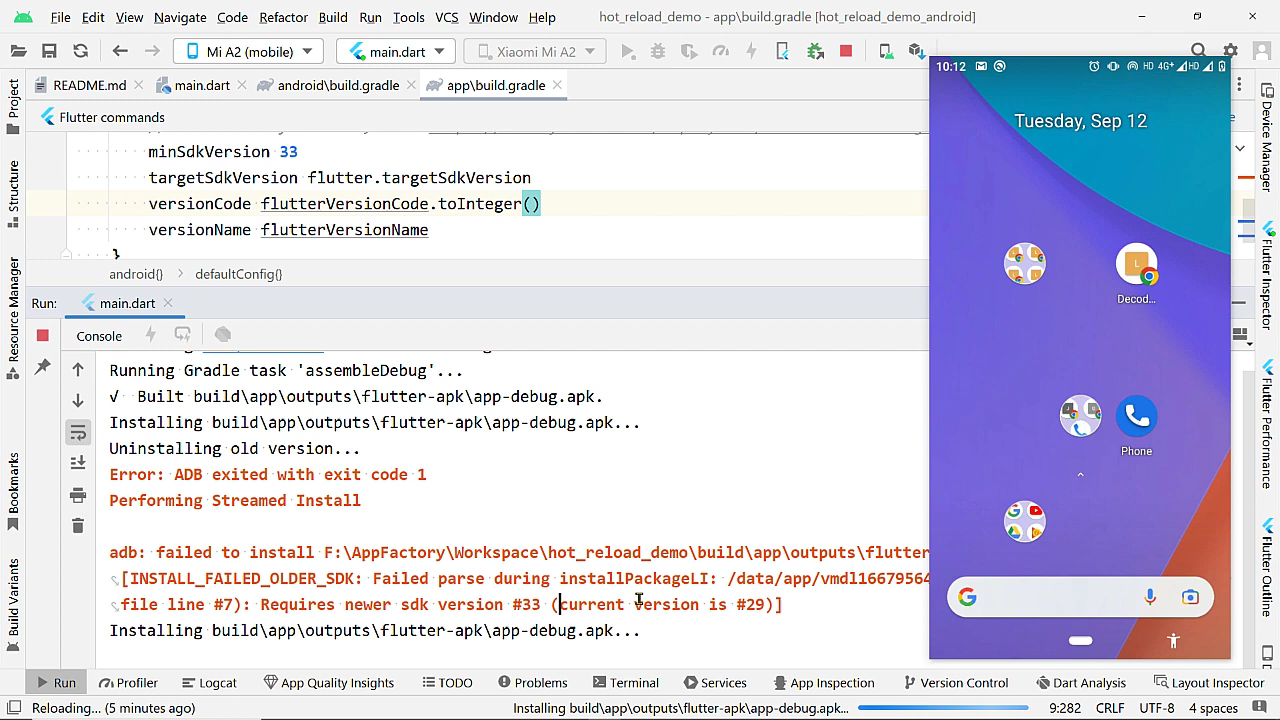 File Edit View Navigate Code Refactor Build Run Tools VCS Window Help hot_reload_demo - app\build.gradle [hot_reload_demo_android]
Mi A2 (mobile) main.dart Xiaomi Mi A2
README.md main.dart android\build.gradle app\build.gradle
Flutter commands
minSdkVersion 33
targetSdkVersion flutter.targetSdkVersion
versionCode flutterVersionCode.toInteger()
versionName flutterVersionName
}
android{} defaultConfig{}
Run: main.dart
Console
Running Gradle task 'assembleDebug'...
√ Built build\app\outputs\flutter-apk\app-debug.apk.
Installing build\app\outputs\flutter-apk\app-debug.apk...
Uninstalling old version...
Error: ADB exited with exit code 1
Performing Streamed Install
adb: failed to install F:\AppFactory\Workspace\hot_reload_demo\build\app\outputs\flutter
[INSTALL_FAILED_OLDER_SDK: Failed parse during installPackageLI: /data/app/vmdl16679564
file line #7): Requires newer sdk version #33 (current version is #29)]
Installing build\app\outputs\flutter-apk\app-debug.apk...
Run Profiler Logcat App Quality Insights TODO Problems Terminal Services App Inspection Version Control Dart Analysis Layout Inspector
Reloading... (5 minutes ago) Installing build\app\outputs\flutter-apk\app-debug.apk... 9:282 CRLF UTF-8 4 spaces
Project
Structure
Resource Manager
Bookmarks
Build Variants
10:12 HD 4G+ HD
Tuesday, Sep 12
L
Decod...
Phone
Device Manager
Flutter Inspector
Flutter Performance
Flutter Outline